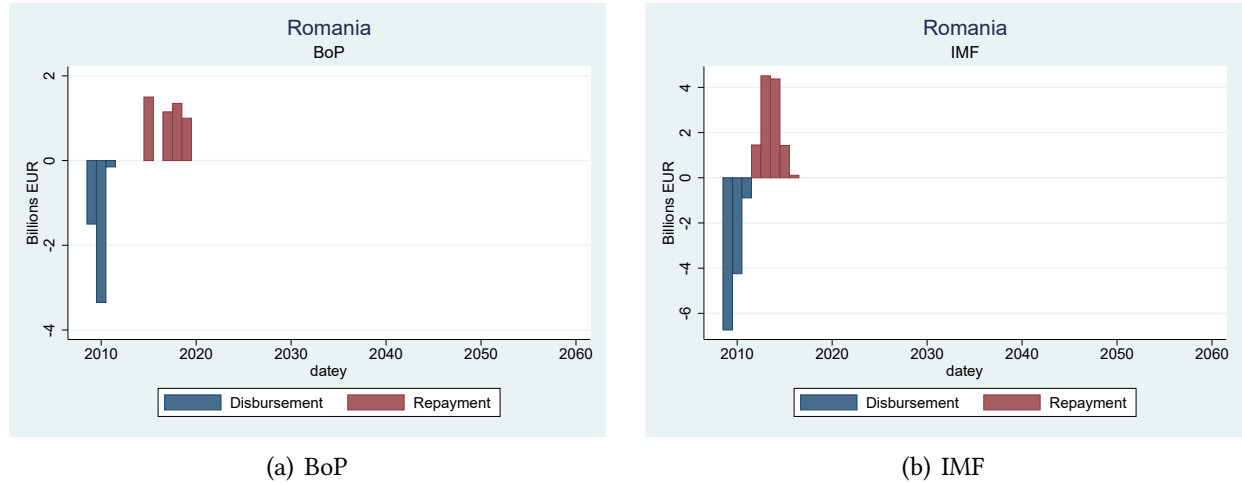 Romania
BoP
Billions EUR
2
0
-2
-4
2010 2020 2030 2040 2050 2060
datey
Disbursement Repayment
(a) BoP
Romania
IMF
Billions EUR
4
2
0
-2
-4
-6
2010 2020 2030 2040 2050 2060
datey
Disbursement Repayment
(b) IMF